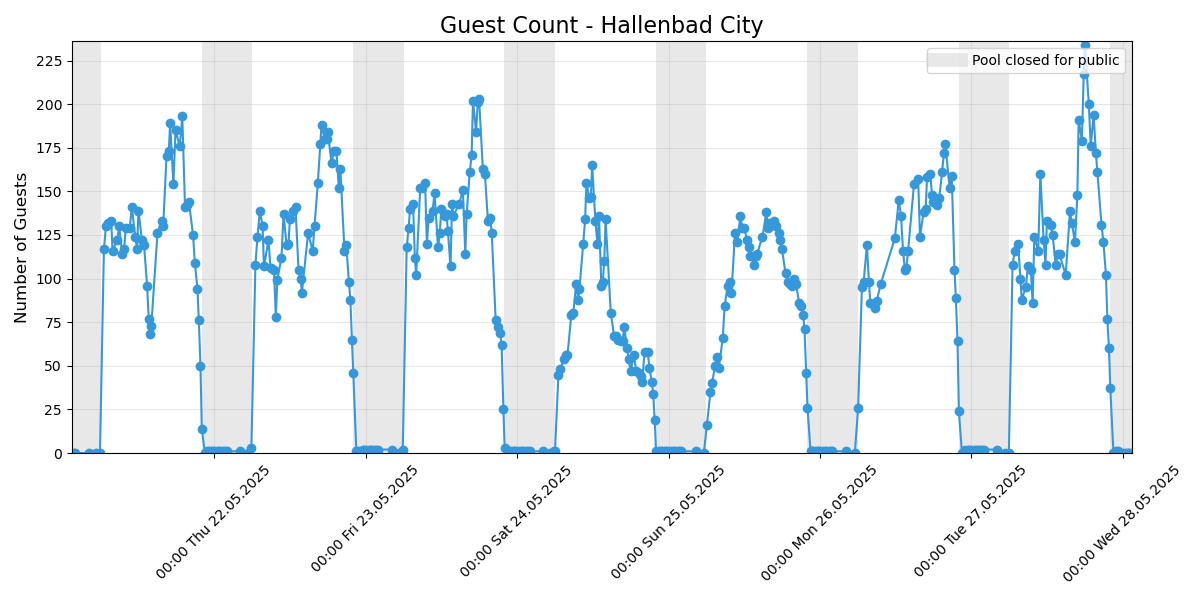 Guest Count - Hallenbad City
Pool closed for public
Number of Guests
225
200
175
150
125
100
75
50
25
0
00:00 Thu 22.05.2025
00:00 Fri 23.05.2025
00:00 Sat 24.05.2025
00:00 Sun 25.05.2025
00:00 Mon 26.05.2025
00:00 Tue 27.05.2025
00:00 Wed 28.05.2025